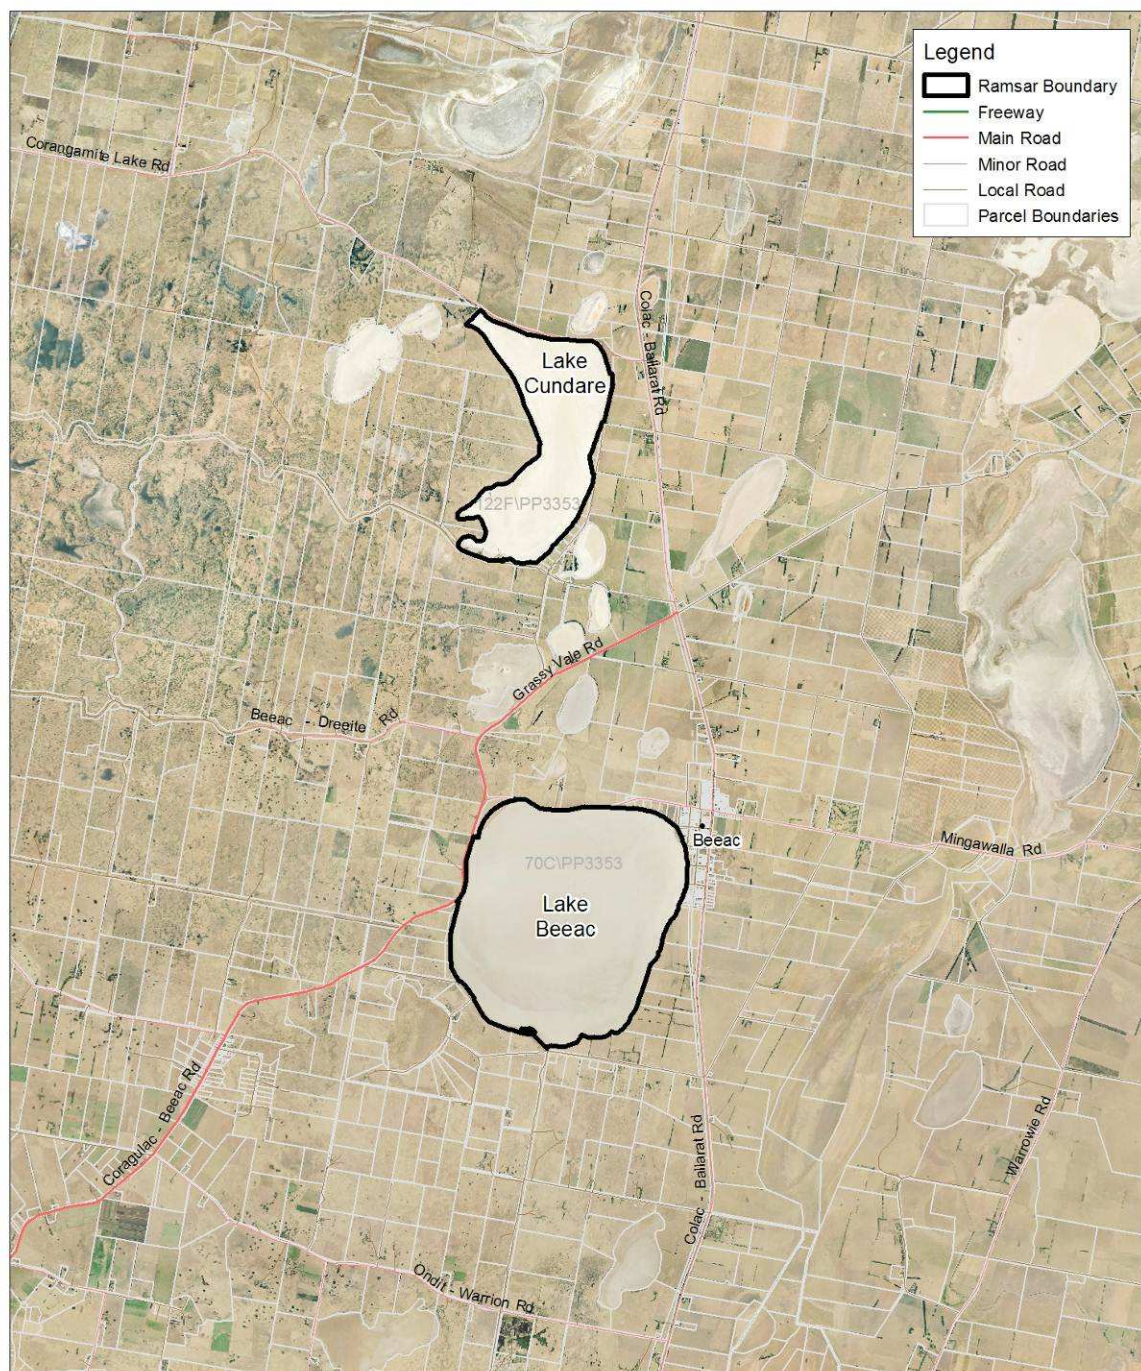 Legend
Ramsar Boundary
Freeway
Main Road
Minor Road
Local Road
Parcel Boundaries
Corangamite Lake Rd
Colac - Ballarat Rd
Lake
Cundare
122F\PP3353
Grassy Vale Rd
Beeac - Dreeite Rd
Beeac
Mingawalla Rd
70C\PP3353
Lake
Beeac
Coragulac - Beeac Rd
Colac - Ballarat Rd
Warrowie Rd
Ondit - Warrion Rd